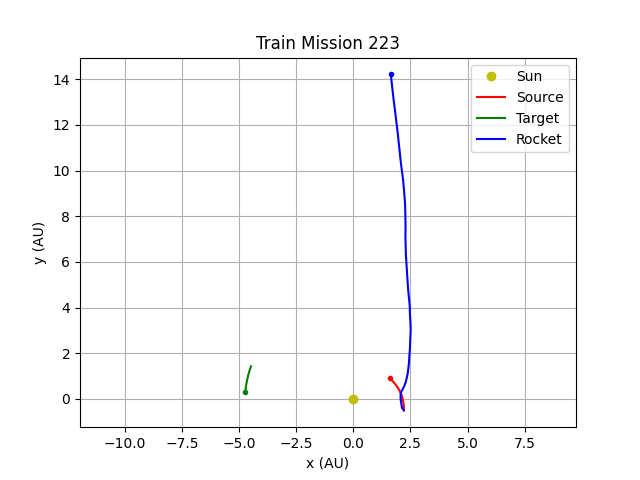 Train Mission 223
14
12
10
8
6
4
2
0
y (AU)
−10.0 −7.5 −5.0 −2.5 0.0 2.5 5.0 7.5
x (AU)
Sun
Source
Target
Rocket